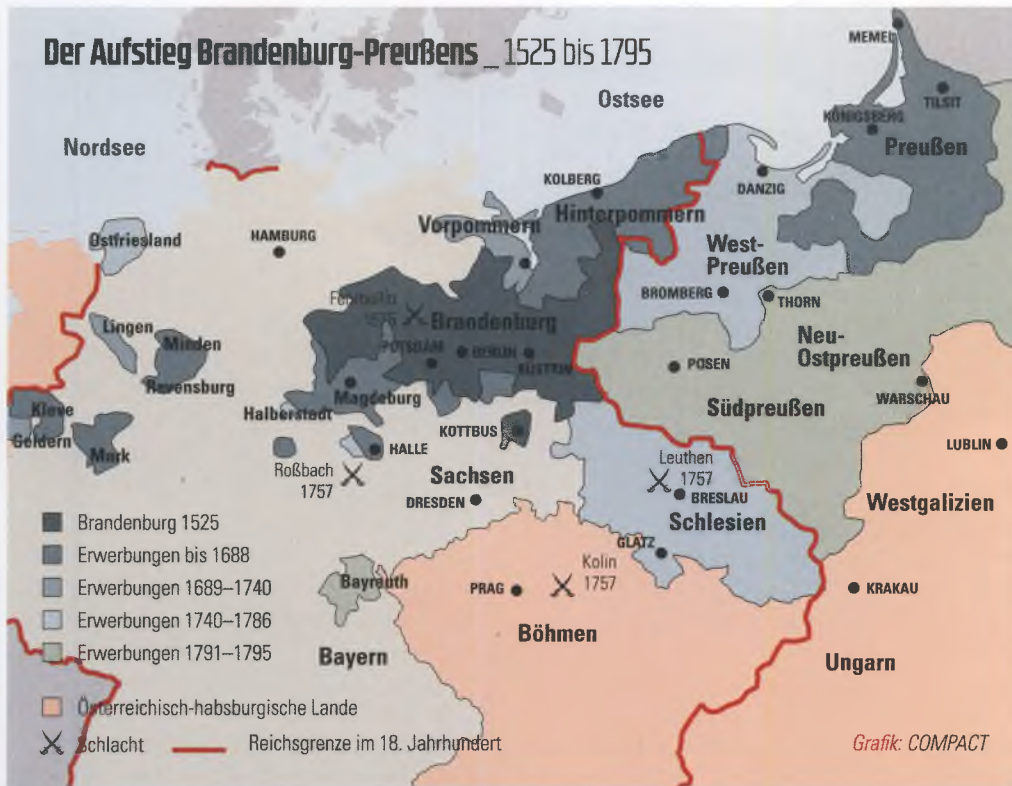 Der Aufstieg Brandenburg-Preußens _ 1525 bis 1795
MEMEL
Ostsee
TILSIT
KÖNIGSBERG
Nordsee
Preußen
DANZIG
KOLBERG
Hinterpommern
Vorpommern
Ostfriesland
HAMBURG
West-
Preußen
BROMBERG
THORN
Fehrbellin
1675
Brandenburg
Lingen
Minden
Neu-
Ostpreußen
POTSDAM
BERLIN
KÜSTRIN
POSEN
Ravensburg
Magdeburg
WARSCHAU
Südpreußen
Halberstadt
Kleve
Geldern
Mark
KOTTBUS
HALLE
LUBLIN
Leuthen
1757
Roßbach
1757
Sachsen
BRESLAU
DRESDEN
Westgalizien
Schlesien
Brandenburg 1525
GLATZ
Erwerbungen bis 1688
Kolin
1757
Erwerbungen 1689–1740
Bayreuth
PRAG
KRAKAU
Erwerbungen 1740–1786
Böhmen
Erwerbungen 1791–1795
Bayern
Ungarn
Österreichisch-habsburgische Lande
Schlacht
Reichsgrenze im 18. Jahrhundert
Grafik: COMPACT